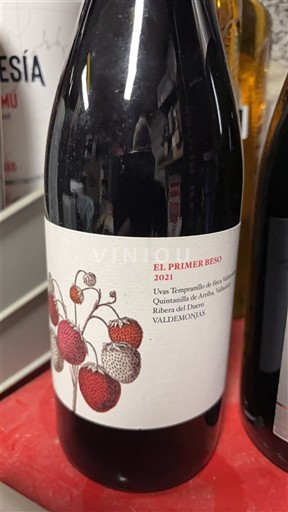 ESÍA
MÚ
VINIOU
EL PRIMER BESO
2021
Uvas Tempranillo de finca
Quintanilla de Arriba, Valladolid
Ribera del Duero
VALDEMONJAS